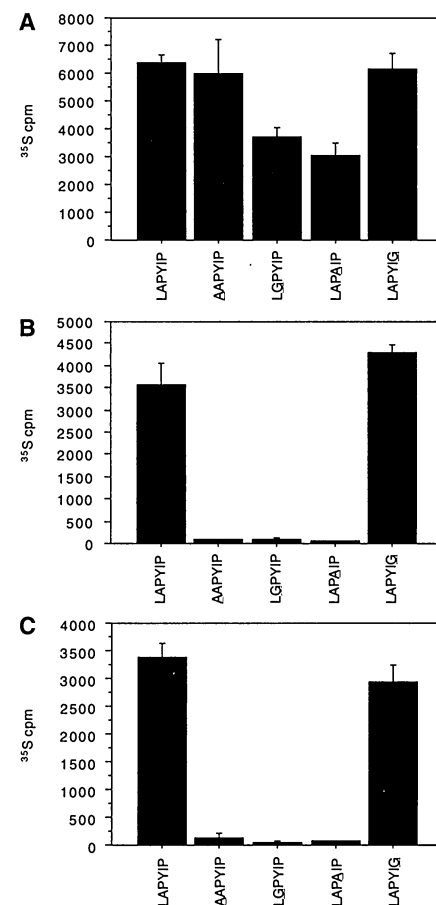 A
8000
7000
6000
5000
4000
3000
2000
1000
0
35S cpm
LAPYIP
AAPYIP
LGPYIP
LAPAIP
LAPYIG
B
5000
4500
4000
3500
3000
2500
2000
1500
1000
500
0
35S cpm
LAPYIP
AAPYIP
LGPYIP
LAPAIP
LAPYIG
C
4000
3500
3000
2500
2000
1500
1000
500
0
35S cpm
LAPYIP
AAPYIP
LGPYIP
LAPAIP
LAPYIG